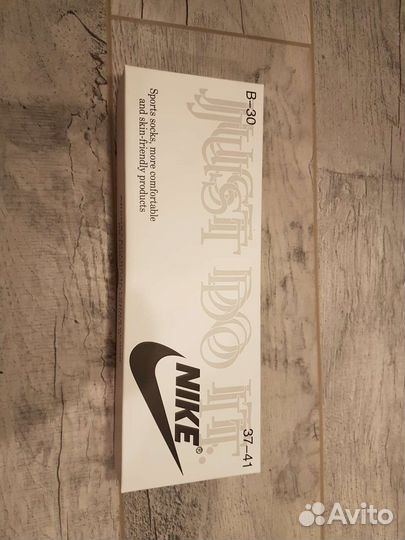 B-30
37-41
JUST DO IT
Sports socks, more comfortable
and skin-friendly products
NIKE®
Avito